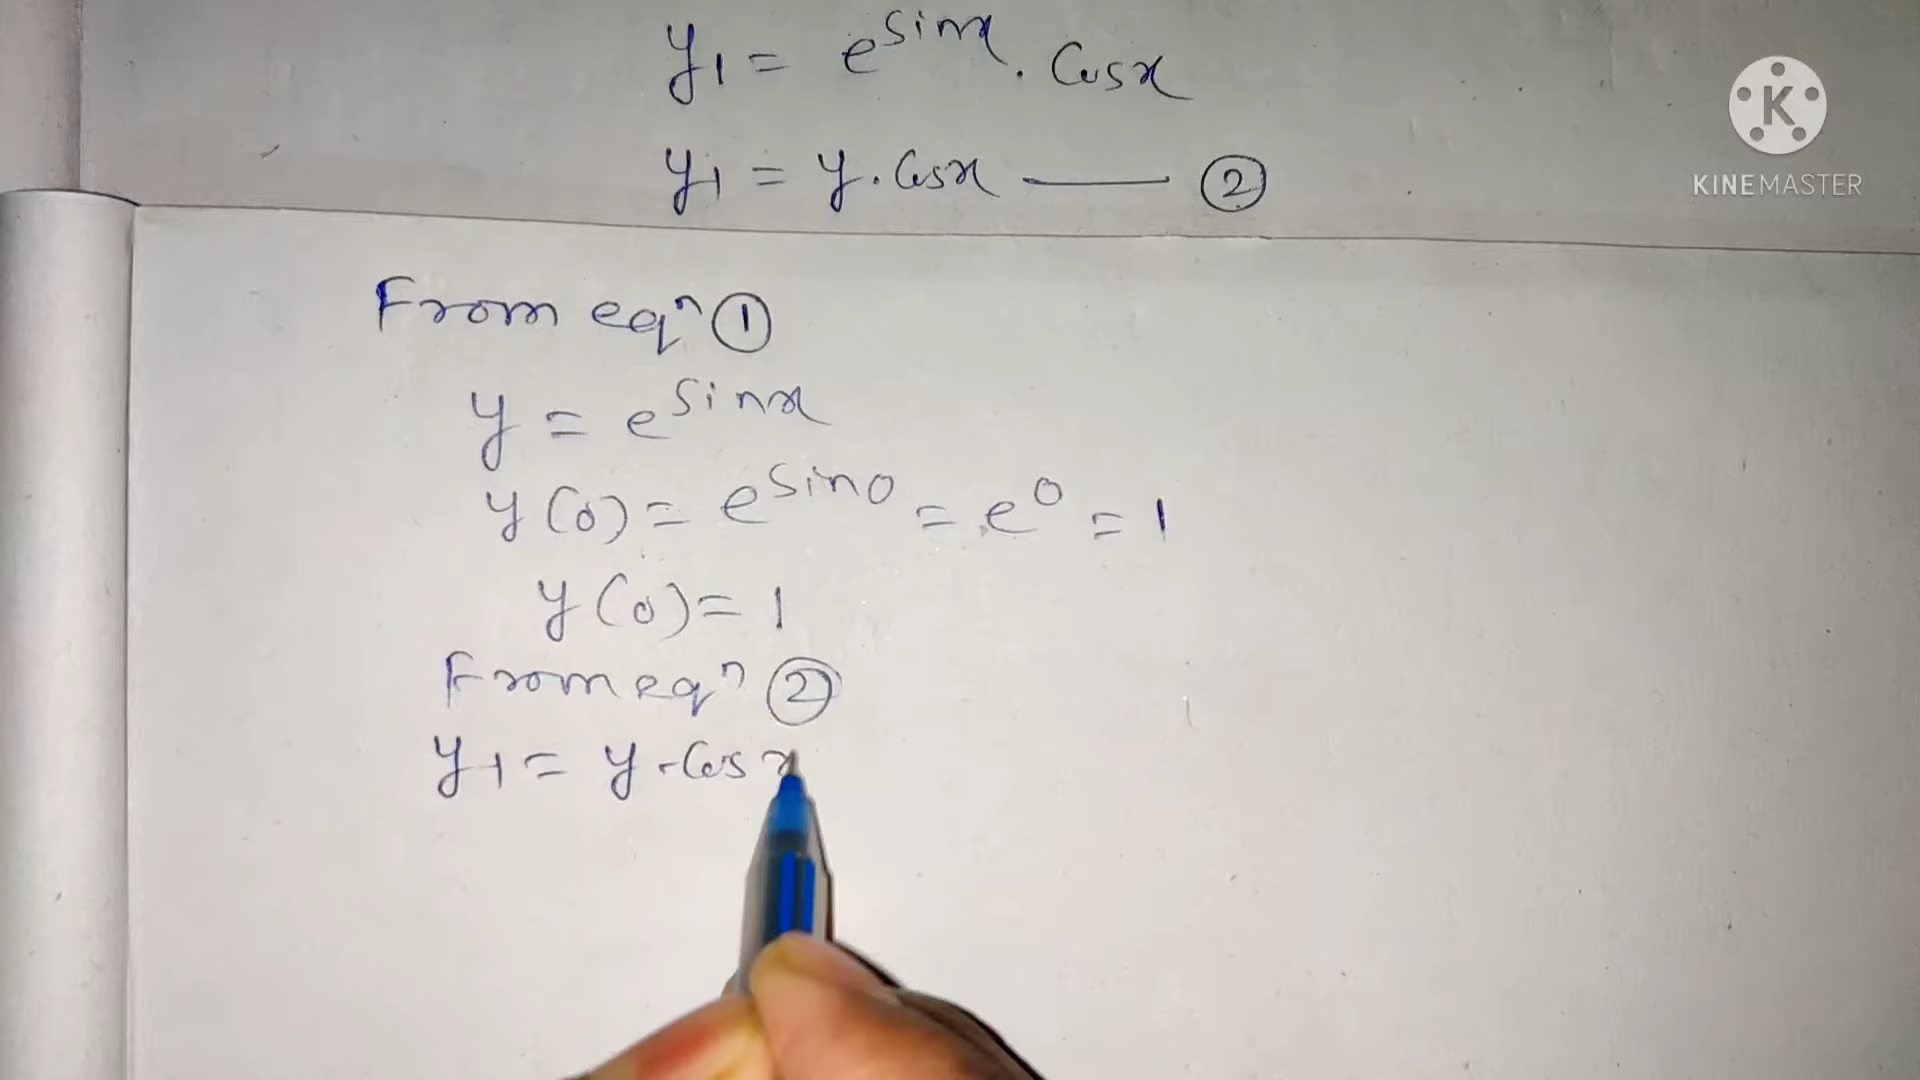 y₁ = e^sinx . Cosx
y₁ = y . Cosx —— ②
K
KINEMASTER
From eqⁿ ①
y = e^sinx
y(0) = e^sin0 = e^0 = 1
y(0) = 1
From eqⁿ ②
y₁ = y . Cos x